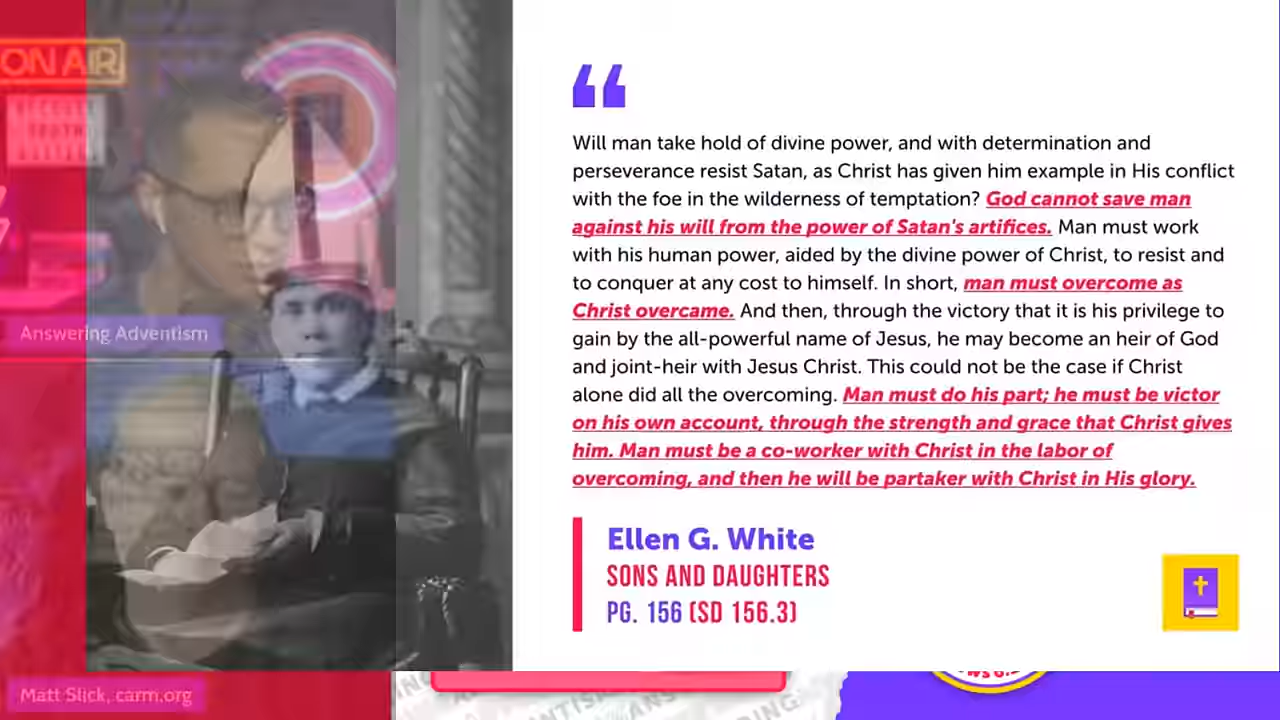 ON AIR
Answering Adventism
Matt Slick, carm.org
“
Will man take hold of divine power, and with determination and
perseverance resist Satan, as Christ has given him example in His conflict
with the foe in the wilderness of temptation? God cannot save man
against his will from the power of Satan's artifices. Man must work
with his human power, aided by the divine power of Christ, to resist and
to conquer at any cost to himself. In short, man must overcome as
Christ overcame. And then, through the victory that it is his privilege to
gain by the all-powerful name of Jesus, he may become an heir of God
and joint-heir with Jesus Christ. This could not be the case if Christ
alone did all the overcoming. Man must do his part; he must be victor
on his own account, through the strength and grace that Christ gives
him. Man must be a co-worker with Christ in the labor of
overcoming, and then he will be partaker with Christ in His glory.
Ellen G. White
SONS AND DAUGHTERS
PG. 156 (SD 156.3)